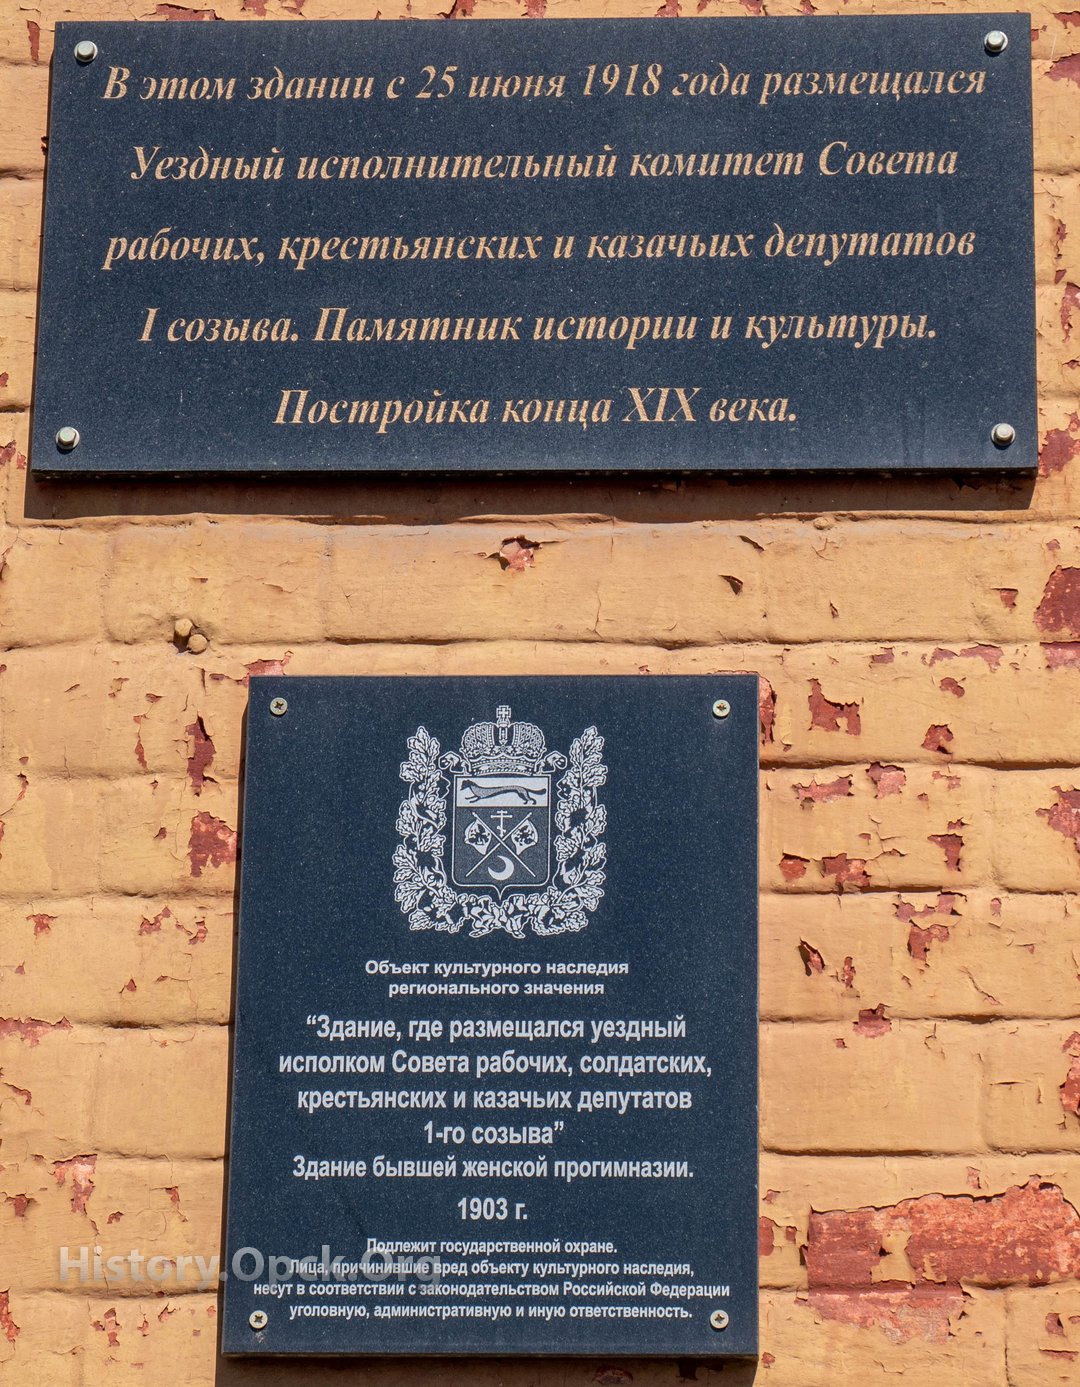 В этом здании с 25 июня 1918 года размещался
Уездный исполнительный комитет Совета
рабочих, крестьянских и казачьих депутатов
I созыва. Памятник истории и культуры.
Постройка конца XIX века.
Объект культурного наследия
регионального значения
“Здание, где размещался уездный
исполком Совета рабочих, солдатских,
крестьянских и казачьих депутатов
1-го созыва”
Здание бывшей женской прогимназии.
1903 г.
Подлежит государственной охране.
Лица, причинившие вред объекту культурного наследия,
несут в соответствии с законодательством Российской Федерации
уголовную, административную и иную ответственность.
History.Opck.Org